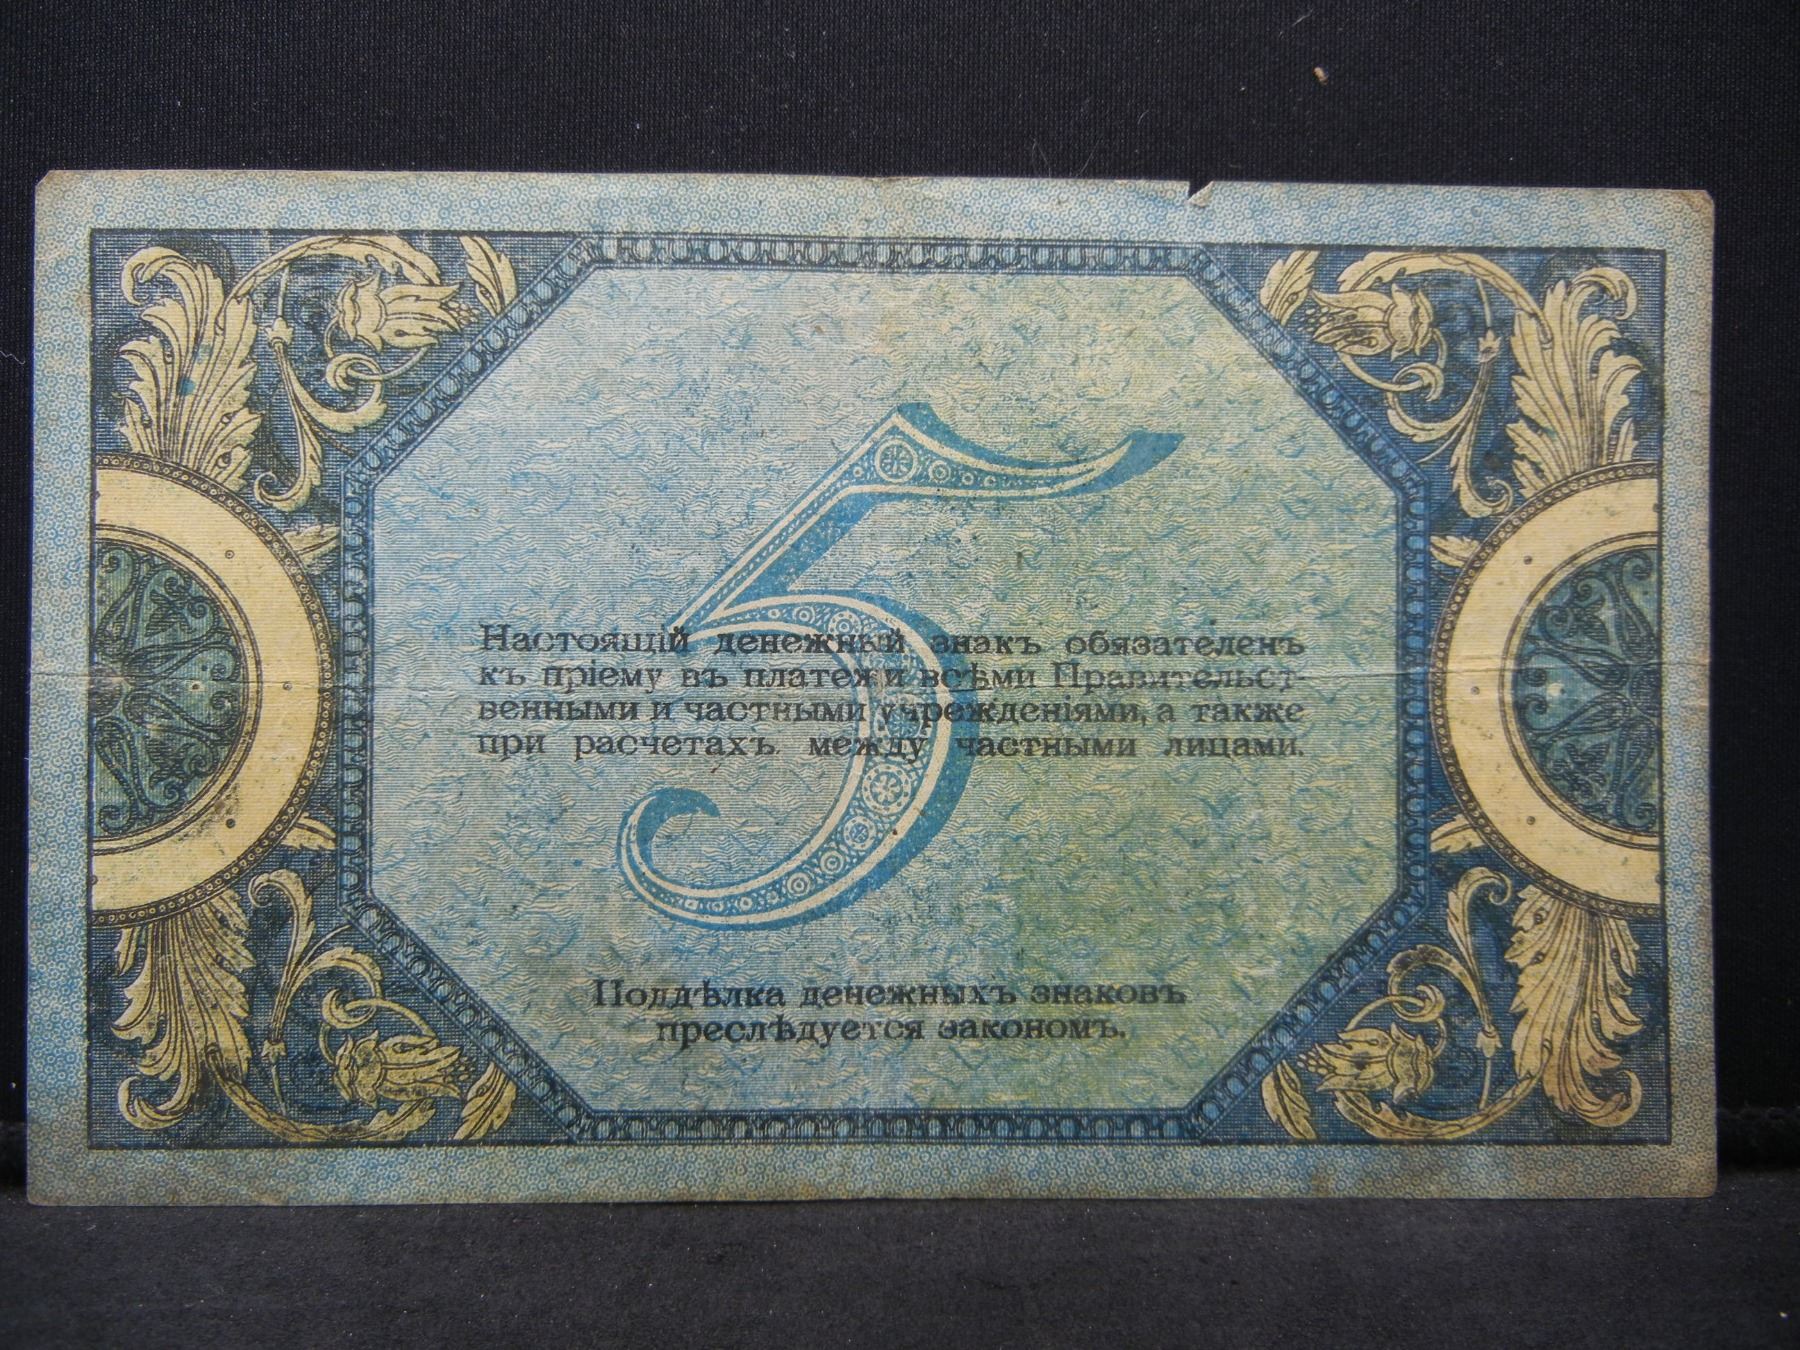 5
Настоящій денежный знакъ обязателенъ
къ пріему въ платежи всѣми Правительст-
венными и частными учрежденіями, а также
при расчетахъ между частными лицами.
Поддѣлка денежныхъ знаковъ
преслѣдуется закономъ.